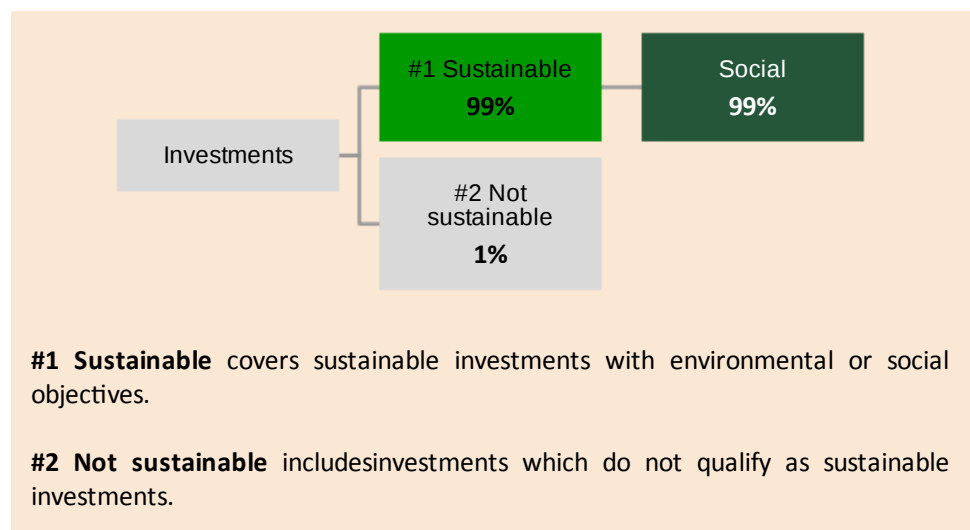 #1 Sustainable
99%
Social
99%
Investments
#2 Not
sustainable
1%
#1 Sustainable covers sustainable investments with environmental or social
objectives.
#2 Not sustainable includesinvestments which do not qualify as sustainable
investments.